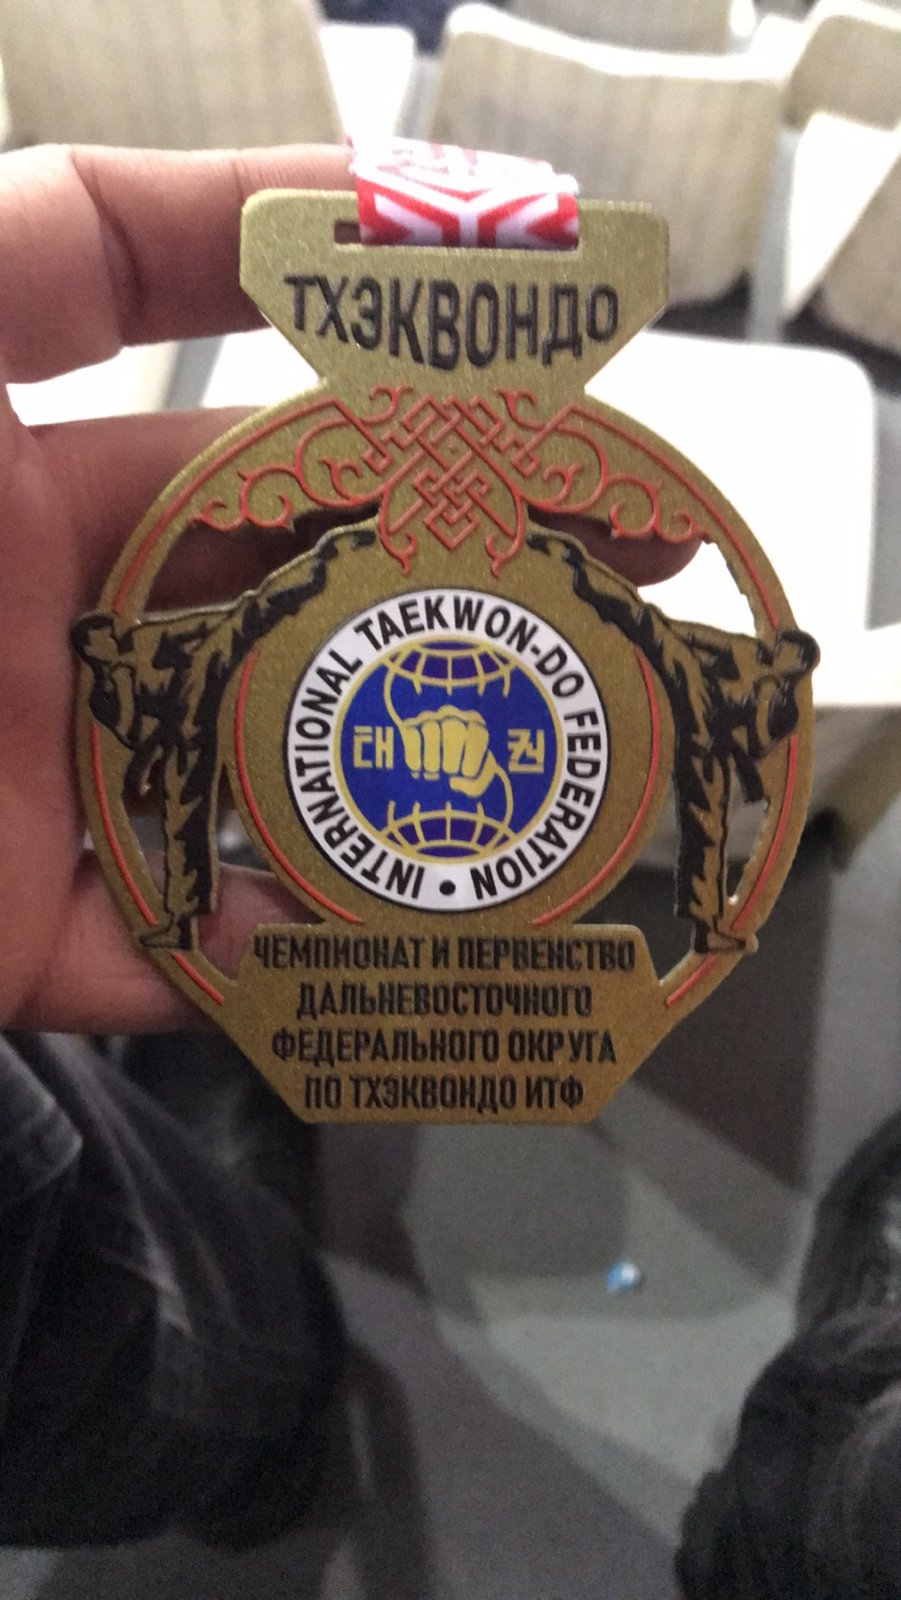 ТХЭКВОНДО
INTERNATIONAL TAEKWON-DO FEDERATION •
태 권
ЧЕМПИОНАТ И ПЕРВЕНСТВО
ДАЛЬНЕВОСТОЧНОГО
ФЕДЕРАЛЬНОГО ОКРУГА
ПО ТХЭКВОНДО ИТФ